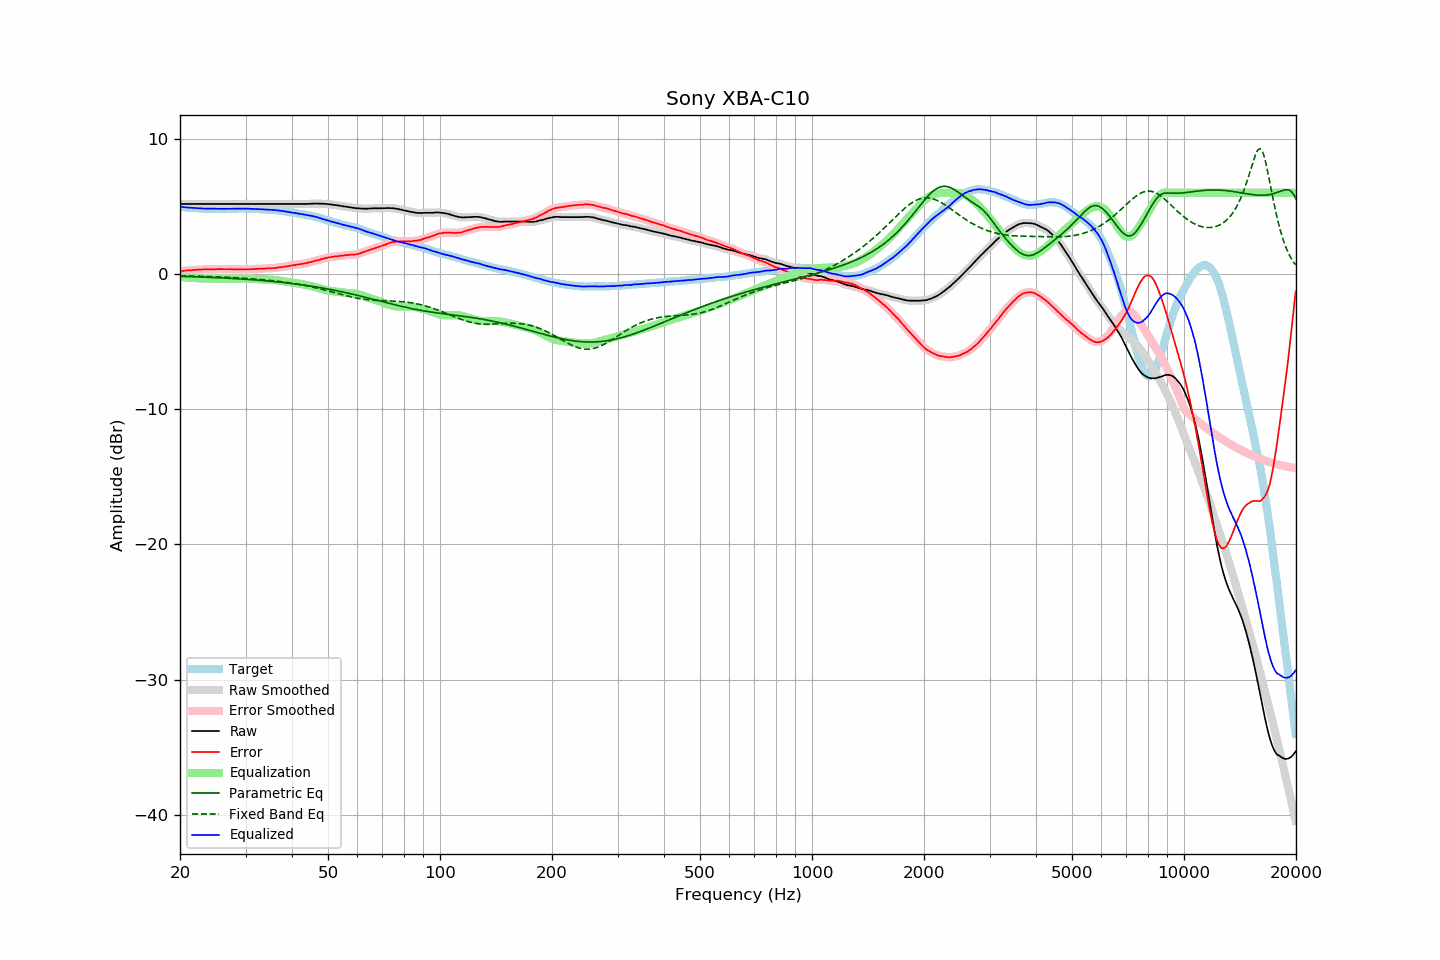 Sony XBA-C10
10
0
−10
−20
−30
−40
Amplitude (dBr)
Target
Raw Smoothed
Error Smoothed
Raw
Error
Equalization
Parametric Eq
Fixed Band Eq
Equalized
20 50 100 200 500 1000 2000 5000 10000 20000
Frequency (Hz)